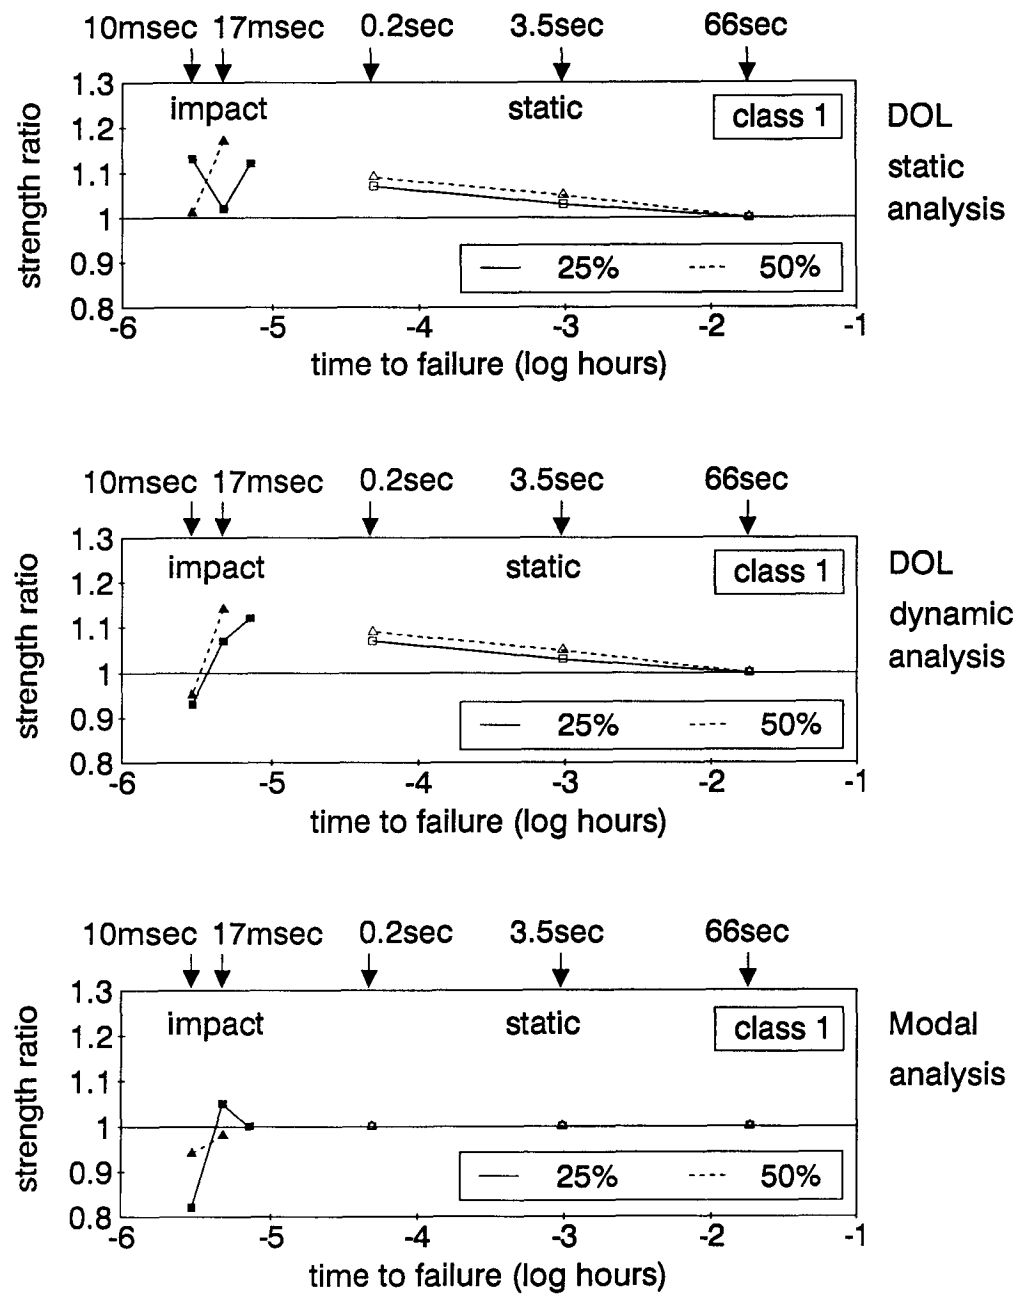 10msec 17msec 0.2sec 3.5sec 66sec
1.3
impact static class 1 DOL
1.2
static
1.1
analysis
1
0.9
25% 50%
0.8
strength ratio
-6 -5 -4 -3 -2 -1
time to failure (log hours)
10msec 17msec 0.2sec 3.5sec 66sec
1.3
impact static class 1 DOL
1.2
dynamic
1.1
analysis
1
0.9
25% 50%
0.8
strength ratio
-6 -5 -4 -3 -2 -1
time to failure (log hours)
10msec 17msec 0.2sec 3.5sec 66sec
1.3
impact static class 1 Modal
1.2
analysis
1.1
1
0.9
25% 50%
0.8
strength ratio
-6 -5 -4 -3 -2 -1
time to failure (log hours)